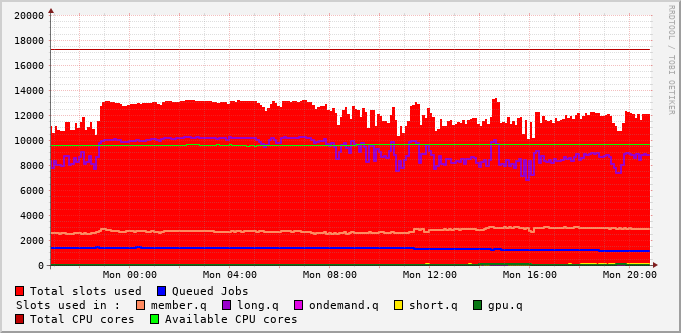 20000
18000
16000
14000
12000
10000
8000
6000
4000
2000
0
Mon 00:00 Mon 04:00 Mon 08:00 Mon 12:00 Mon 16:00 Mon 20:00
RRDTOOL / TOBI OETIKER
Total slots used Queued Jobs
Slots used in : member.q long.q ondemand.q short.q gpu.q
Total CPU cores Available CPU cores